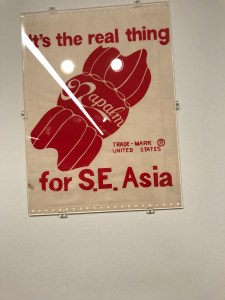 It's the real thing
Napalm
TRADE-MARK ®
UNITED STATES
for S.E. Asia